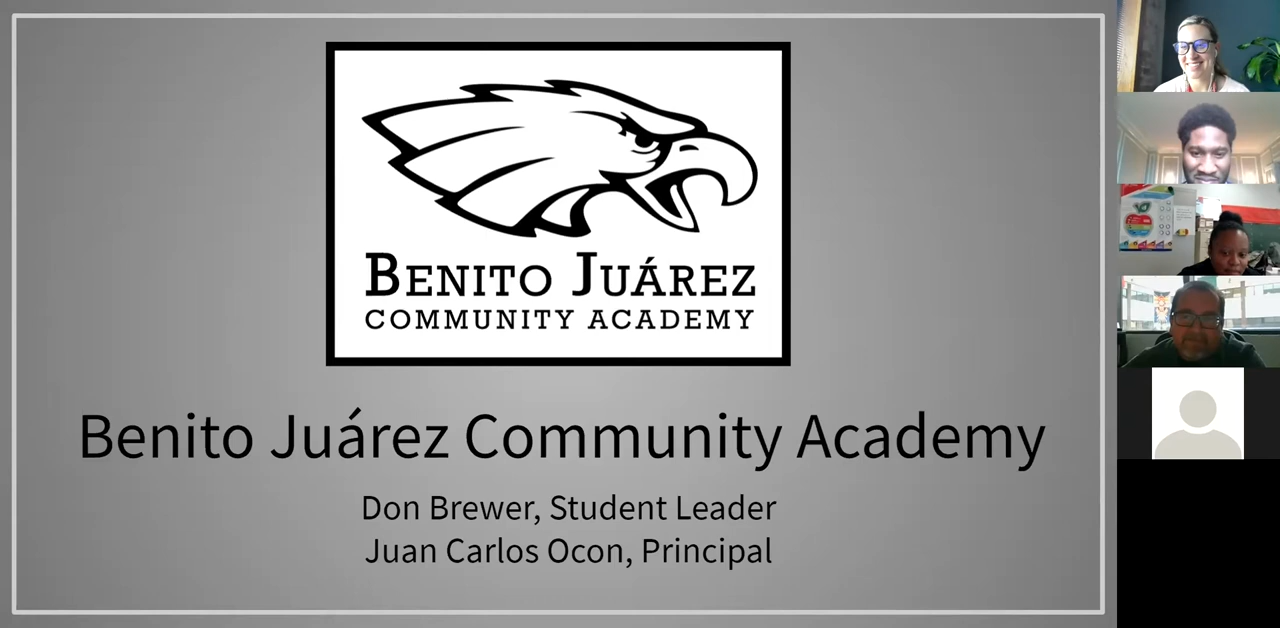 BENITO JUÁREZ
COMMUNITY ACADEMY
Benito Juárez Community Academy
Don Brewer, Student Leader
Juan Carlos Ocon, Principal